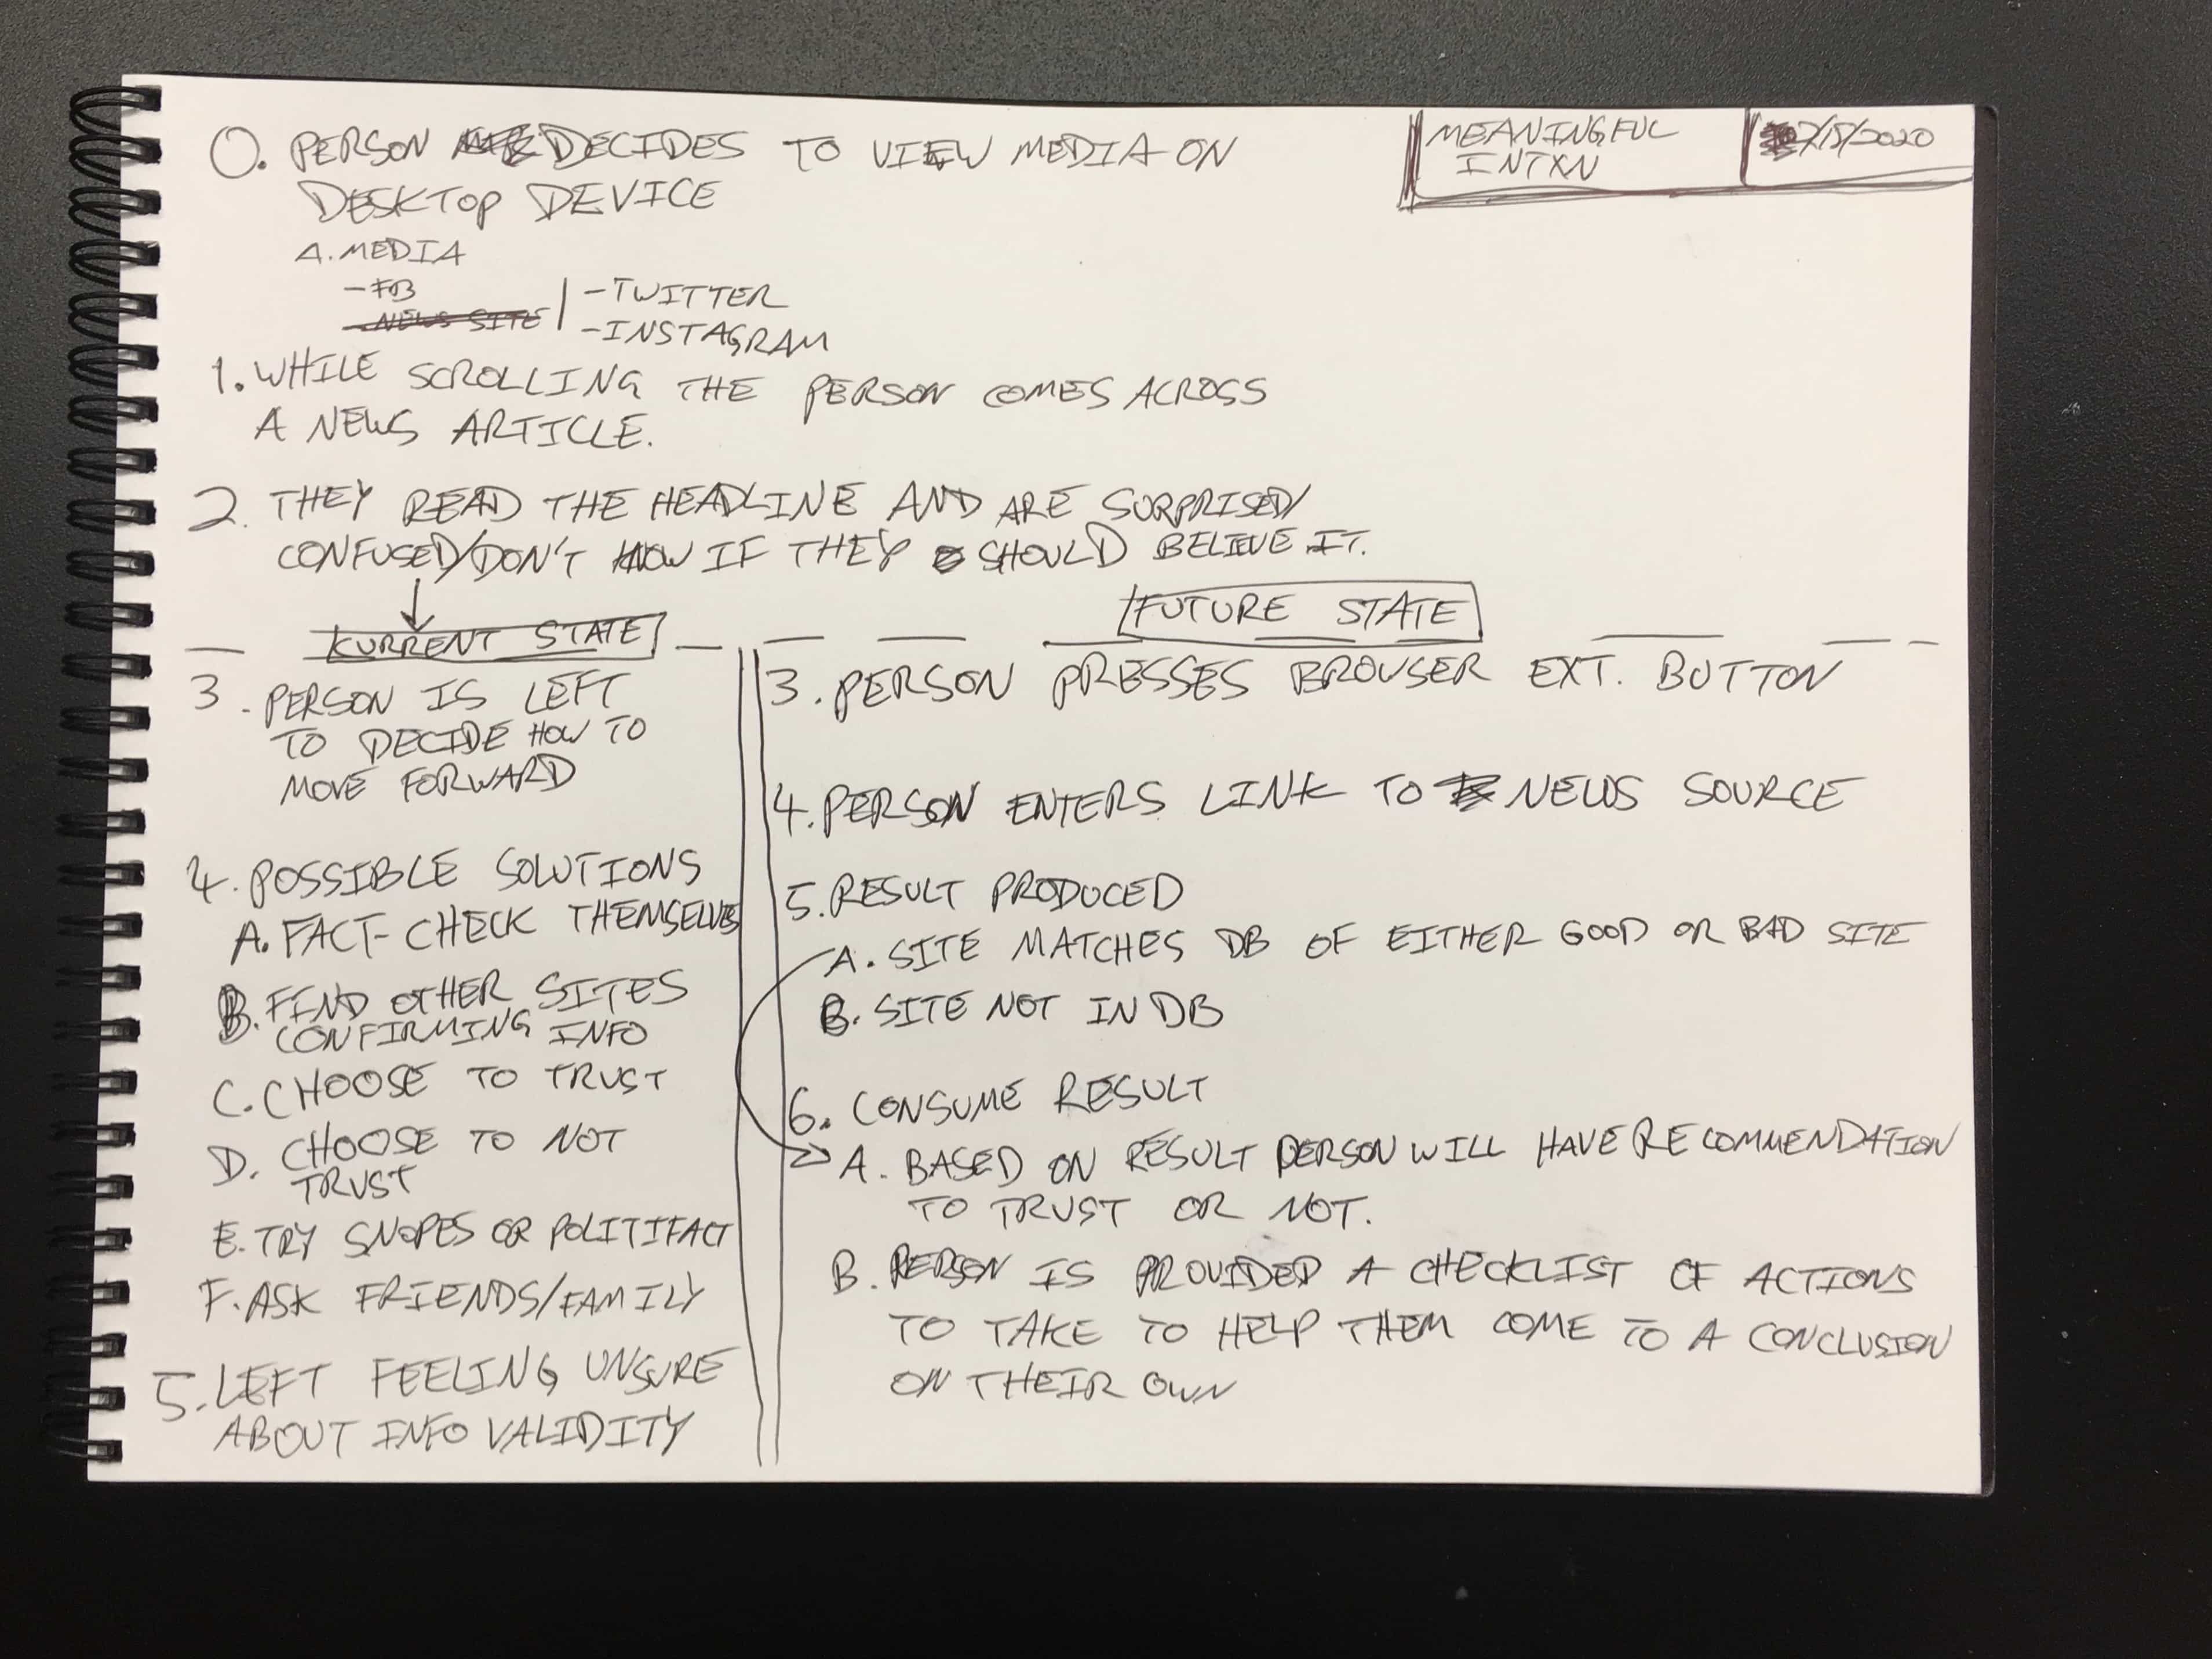 0. PERSON DECIDES TO VIEW MEDIA ON
DESKTOP DEVICE
MEANINGFUL
INTXN
/15/2020
A. MEDIA
- FB
- NEWS SITE
- TWITTER
- INSTAGRAM
1. WHILE SCROLLING THE PERSON COMES ACROSS
A NEWS ARTICLE.
2. THEY READ THE HEADLINE AND ARE SURPRISED/
CONFUSED/DON'T KNOW IF THEY SHOULD BELIEVE IT.
CURRENT STATE
3. PERSON IS LEFT
TO DECIDE HOW TO
MOVE FORWARD
4. POSSIBLE SOLUTIONS
A. FACT-CHECK THEMSELVES
B. FIND OTHER SITES
CONFIRMING INFO
C. CHOOSE TO TRUST
D. CHOOSE TO NOT
TRUST
E. TRY SNOPES OR POLITIFACT
F. ASK FRIENDS/FAMILY
5. LEFT FEELING UNSURE
ABOUT INFO VALIDITY
FUTURE STATE
3. PERSON PRESSES BROWSER EXT. BUTTON
4. PERSON ENTERS LINK TO NEWS SOURCE
5. RESULT PRODUCED
A. SITE MATCHES DB OF EITHER GOOD OR BAD SITE
B. SITE NOT IN DB
6. CONSUME RESULT
A. BASED ON RESULT PERSON WILL HAVE RECOMMENDATION
TO TRUST OR NOT.
B. PERSON IS PROVIDED A CHECKLIST OF ACTIONS
TO TAKE TO HELP THEM COME TO A CONCLUSION
ON THEIR OWN